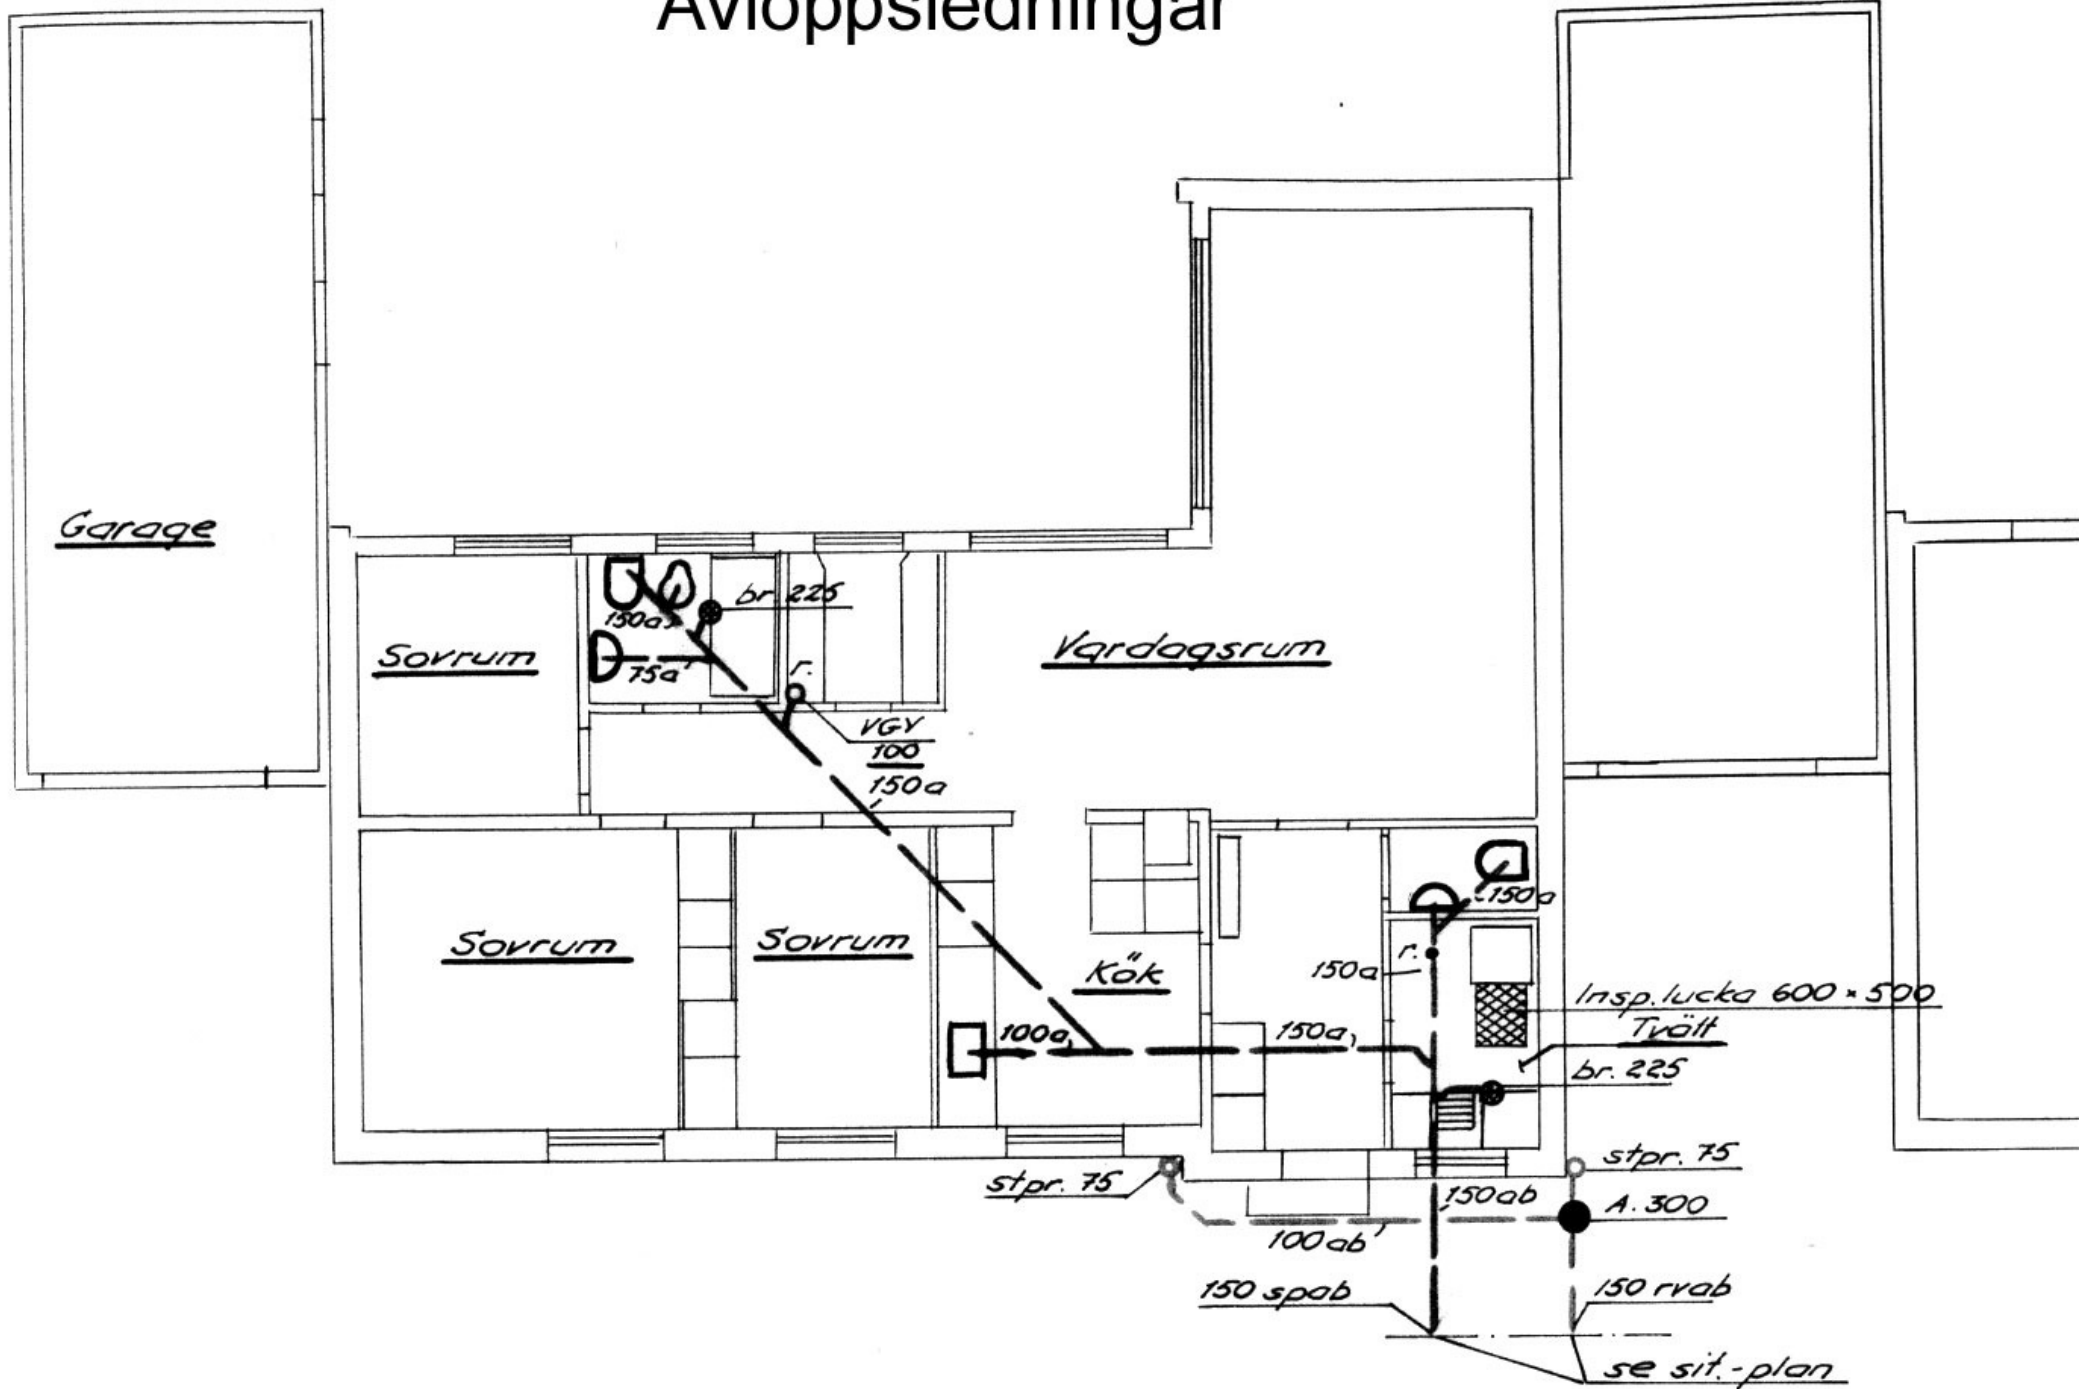 Avloppsledningar
Garage
Sovrum
150a
75a
br. 225
r.
VGV
100
150a
Vardagsrum
Sovrum
Sovrum
Kök
100a
150a
150a
r.
150a
Insp. lucka 600 × 500
Tvätt
br. 225
stpr. 75
stpr. 75
A. 300
150ab
100ab
150 spab
150 rvab
se sit.-plan